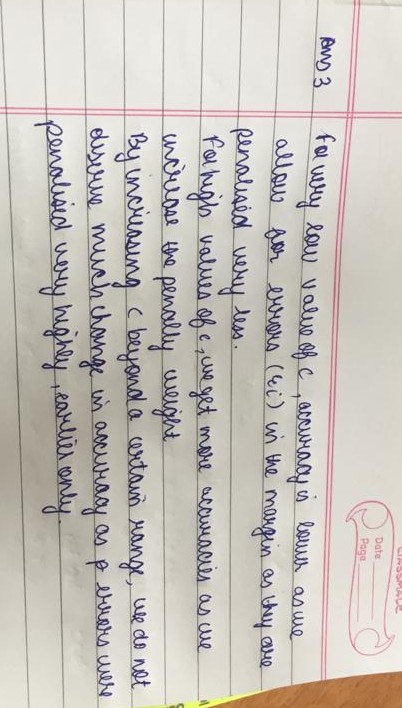 CLASSMATE
Date
Page
Ans 3 For very low value of c, accuracy is lower as we
allow for errors (ξi) in the margin as they are
penalised very less.
For high values of c, we get more accuracies as we
increase the penalty weight
By increasing C beyond a certain range, we do not
observe much change in accuracy as errors were
penalised very highly, earlier only.